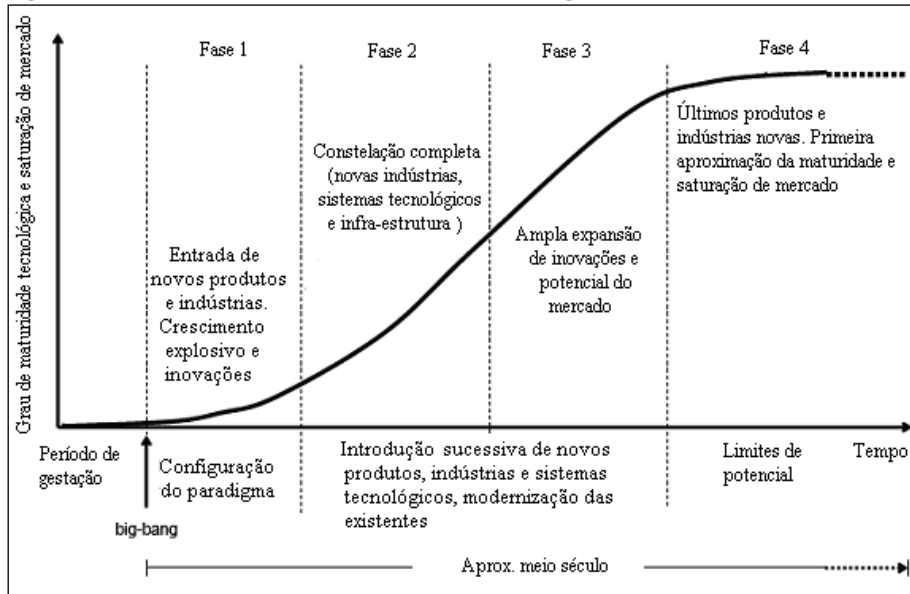 Grau de maturidade tecnológica e saturação de mercado
Fase 1
Fase 2
Fase 3
Fase 4
Entrada de
novos produtos
e indústrias.
Crescimento
explosivo e
inovações
Constelação completa
(novas indústrias,
sistemas tecnológicos
e infra-estrutura )
Ampla expansão
de inovações e
potencial do
mercado
Últimos produtos e
indústrias novas. Primeira
aproximação da maturidade e
saturação de mercado
Período de
gestação
big-bang
Configuração
do paradigma
Introdução sucessiva de novos
produtos, indústrias e sistemas
tecnológicos, modernização das
existentes
Limites de
potencial
Tempo
Aprox. meio século